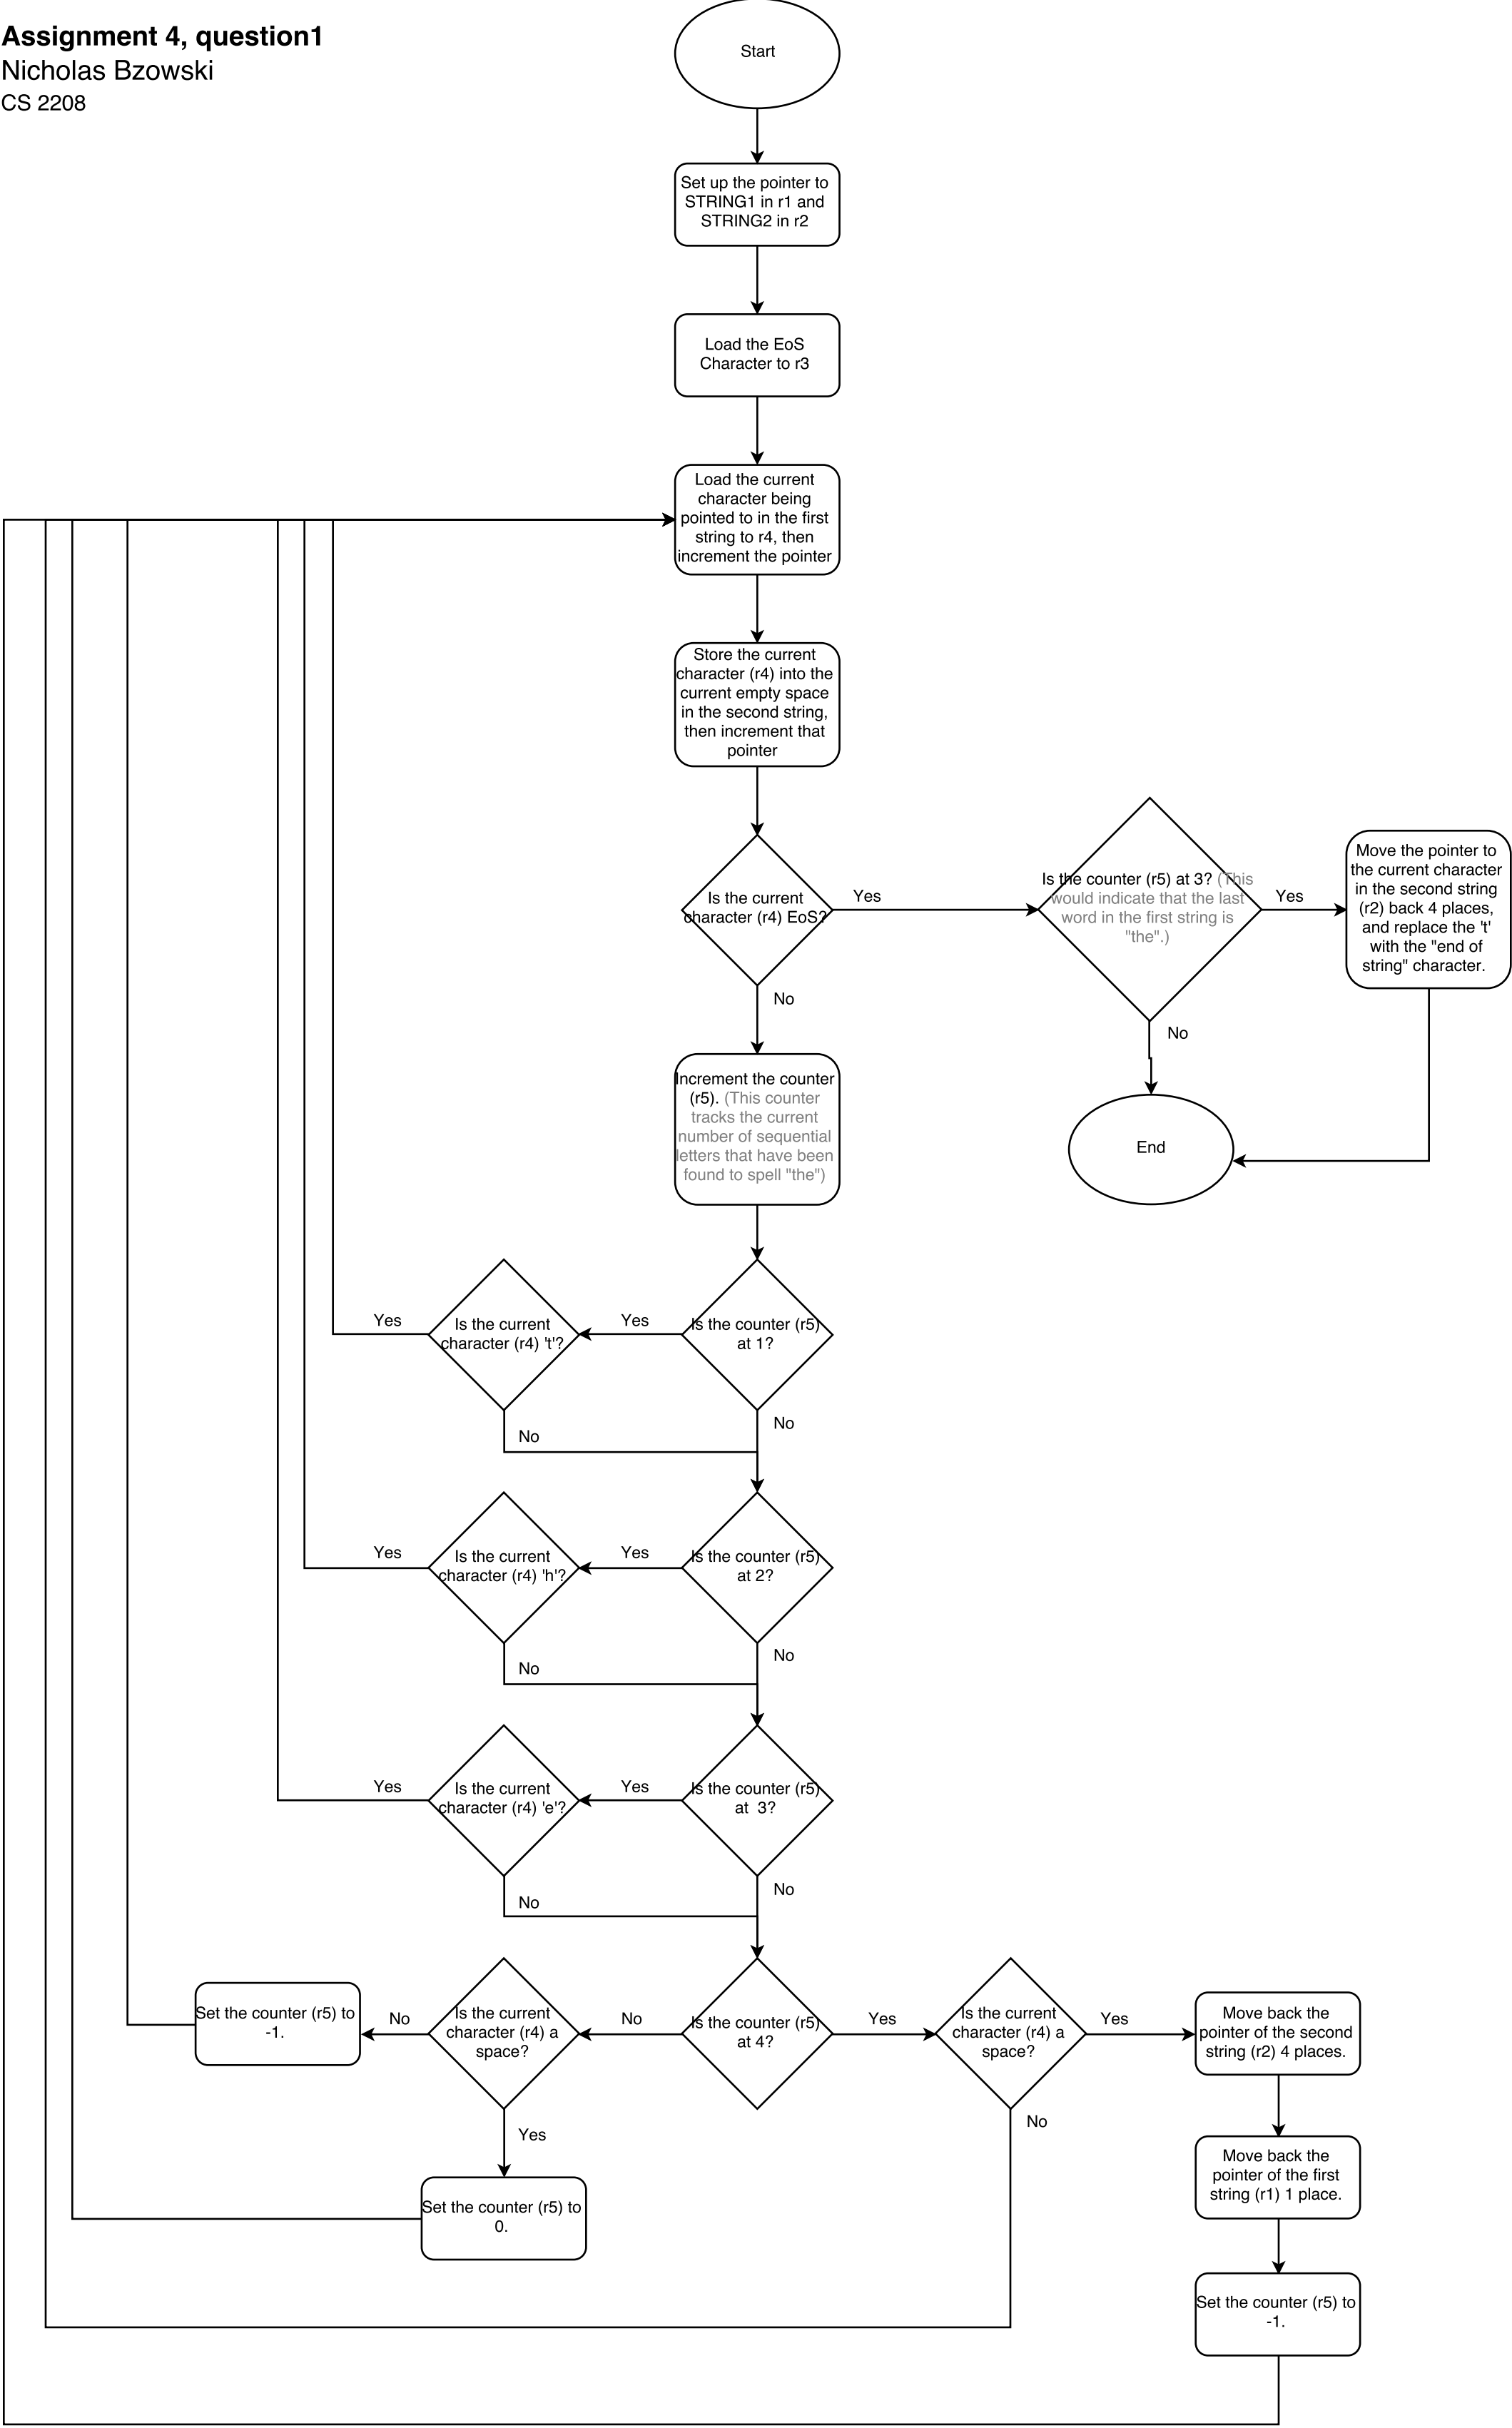 Assignment 4, question1
Nicholas Bzowski
CS 2208
Start
Set up the pointer to
STRING1 in r1 and
STRING2 in r2
Load the EoS
Character to r3
Load the current
character being
pointed to in the first
string to r4, then
increment the pointer
Store the current
character (r4) into the
current empty space
in the second string,
then increment that
pointer
Is the current
character (r4) EoS?
Yes
Is the counter (r5) at 3? (This
would indicate that the last
word in the first string is
"the".)
Yes
Move the pointer to
the current character
in the second string
(r2) back 4 places,
and replace the 't'
with the "end of
string" character.
No
No
End
Increment the counter
(r5). (This counter
tracks the current
number of sequential
letters that have been
found to spell "the")
Is the counter (r5)
at 1?
Yes
Is the current
character (r4) 't'?
Yes
No
No
Is the counter (r5)
at 2?
Yes
Is the current
character (r4) 'h'?
Yes
No
No
Is the counter (r5)
at  3?
Yes
Is the current
character (r4) 'e'?
Yes
No
No
Set the counter (r5) to
-1.
No
Is the current
character (r4) a
space?
No
Is the counter (r5)
at 4?
Yes
Is the current
character (r4) a
space?
Yes
Move back the
pointer of the second
string (r2) 4 places.
Yes
No
Set the counter (r5) to
0.
Move back the
pointer of the first
string (r1) 1 place.
Set the counter (r5) to
-1.